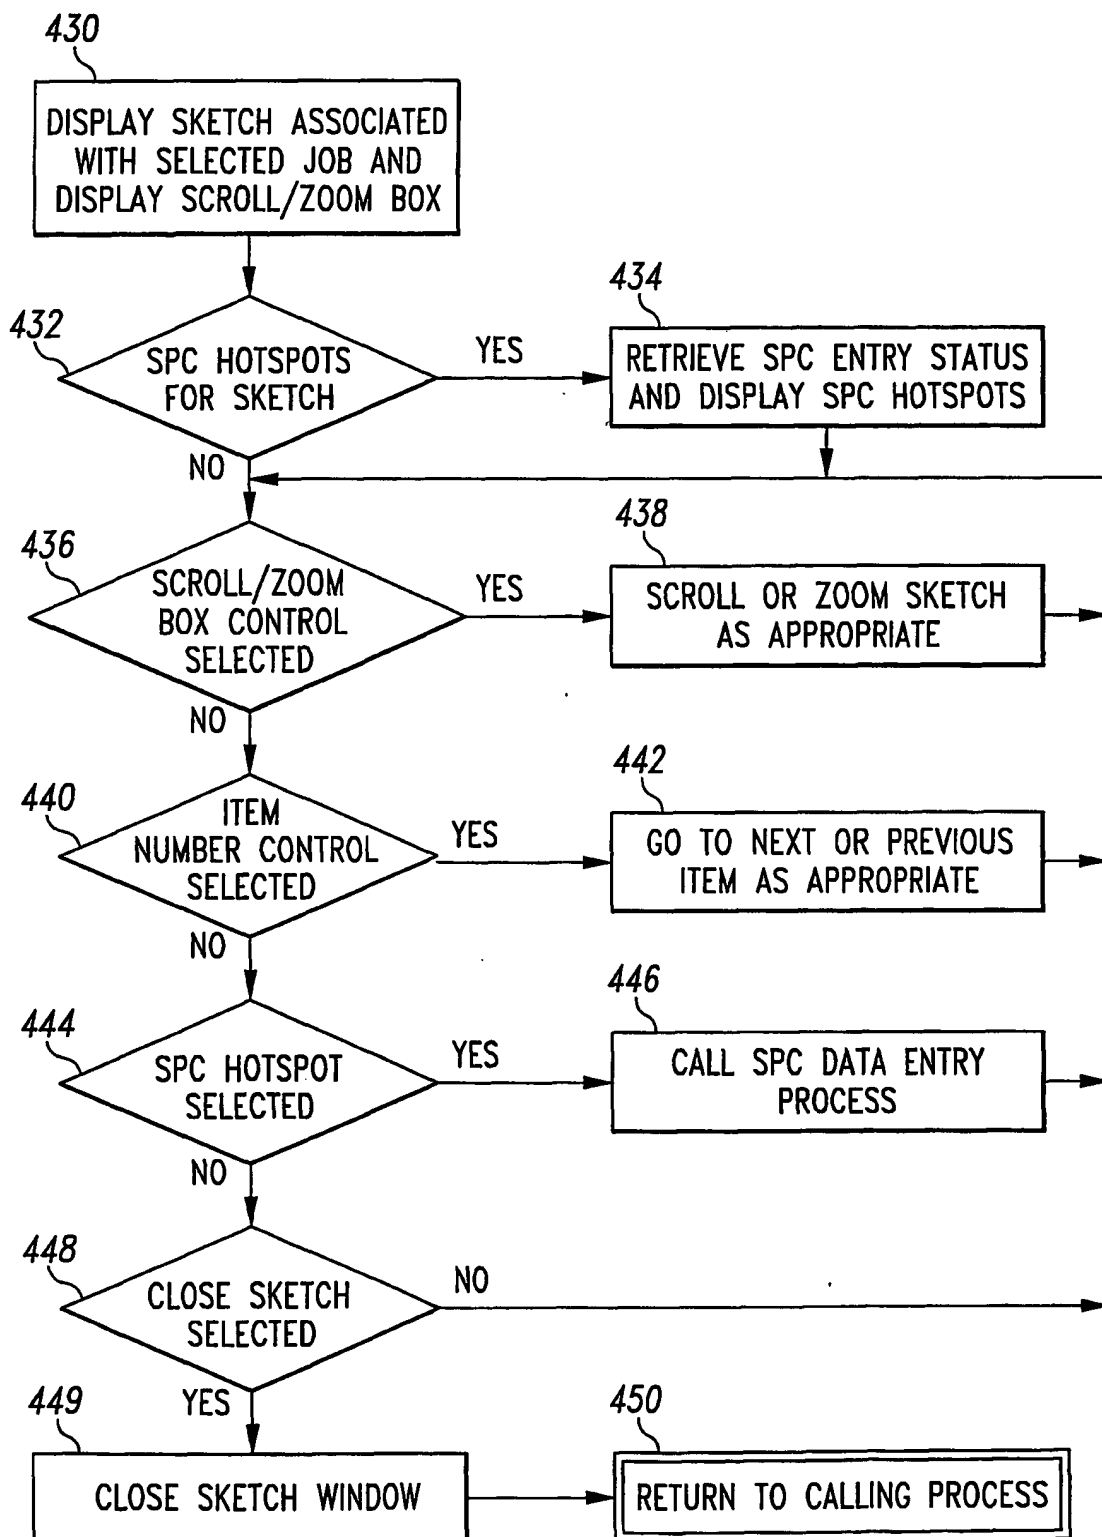 430
DISPLAY SKETCH ASSOCIATED
WITH SELECTED JOB AND
DISPLAY SCROLL/ZOOM BOX
432
SPC HOTSPOTS
FOR SKETCH
YES
NO
434
RETRIEVE SPC ENTRY STATUS
AND DISPLAY SPC HOTSPOTS
436
SCROLL/ZOOM
BOX CONTROL
SELECTED
YES
NO
438
SCROLL OR ZOOM SKETCH
AS APPROPRIATE
440
ITEM
NUMBER CONTROL
SELECTED
YES
NO
442
GO TO NEXT OR PREVIOUS
ITEM AS APPROPRIATE
444
SPC HOTSPOT
SELECTED
YES
NO
446
CALL SPC DATA ENTRY
PROCESS
448
CLOSE SKETCH
SELECTED
NO
YES
449
CLOSE SKETCH WINDOW
450
RETURN TO CALLING PROCESS